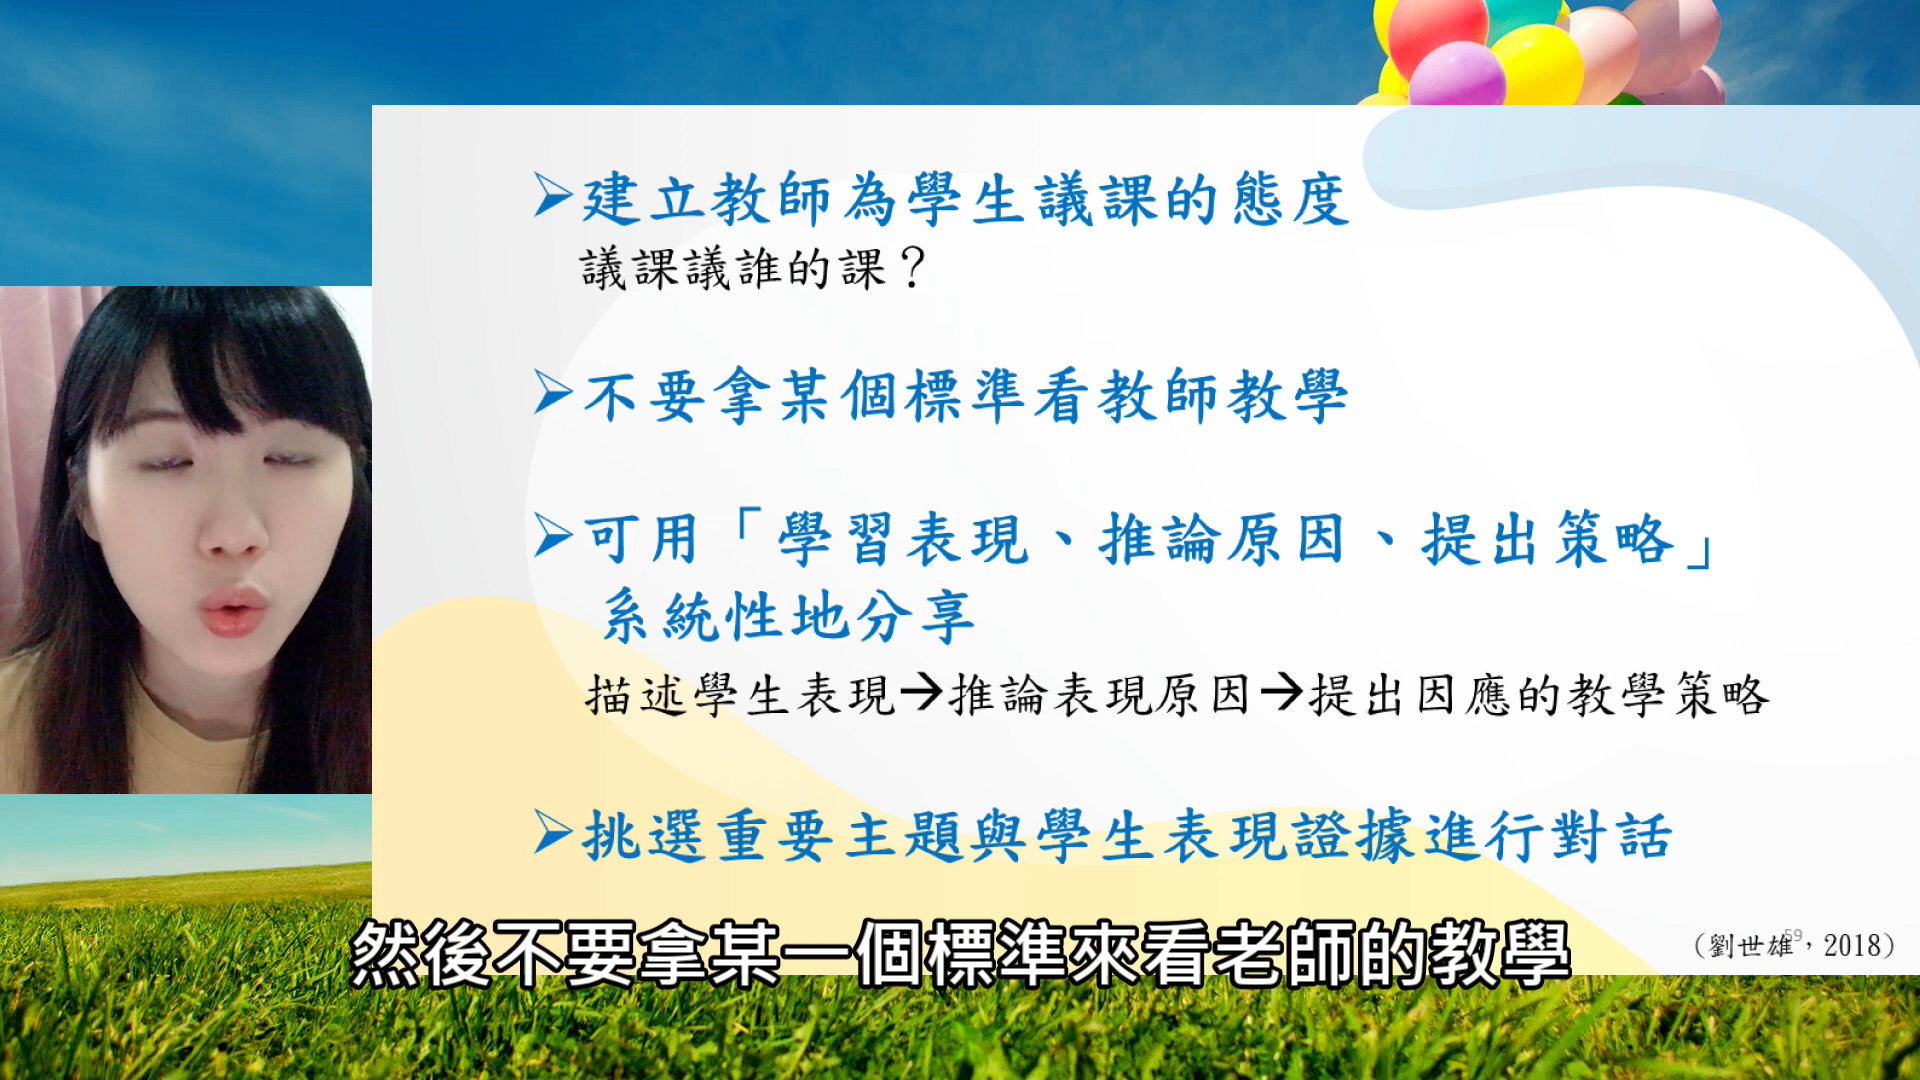 ➢建立教師為學生議課的態度
議課議誰的課？
➢不要拿某個標準看教師教學
➢可用「學習表現、推論原因、提出策略」
系統性地分享
描述學生表現→推論表現原因→提出因應的教學策略
➢挑選重要主題與學生表現證據進行對話
（劉世雄，2018）
59
然後不要拿某一個標準來看老師的教學